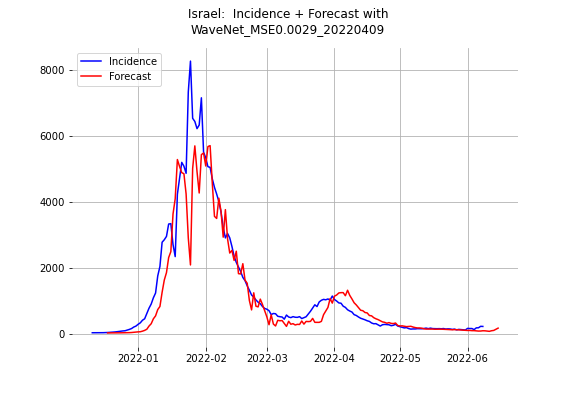 Israel:  Incidence + Forecast with
WaveNet_MSE0.0029_20220409
Incidence
Forecast
8000
6000
4000
2000
0
2022-01
2022-02
2022-03
2022-04
2022-05
2022-06